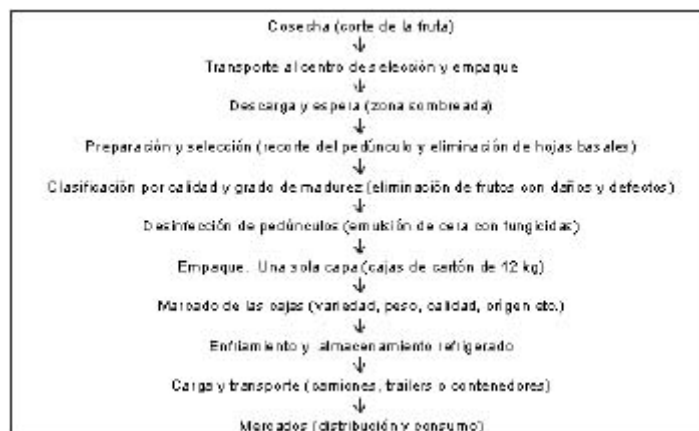 Cosecha (corte de la fruta)
Transporte al centro de selección y empaque
Descarga y espera (zona sombreada)
Preparación y selección (recorte del pedúnculo y eliminación de hojas basales)
Clasificación por calidad y grado de madurez (eliminación de frutos con daños y defectos)
Desinfección de pedúnculos (emulsión de cera con fungicidas)
Empaque. Una sola capa (cajas de cartón de 12 kg)
Marcado de las cajas (variedad, peso, calidad, origen etc.)
Enfriamiento y almacenamiento refrigerado
Carga y transporte (camiones, trailers o contenedores)
Mercados (distribución y consumo)